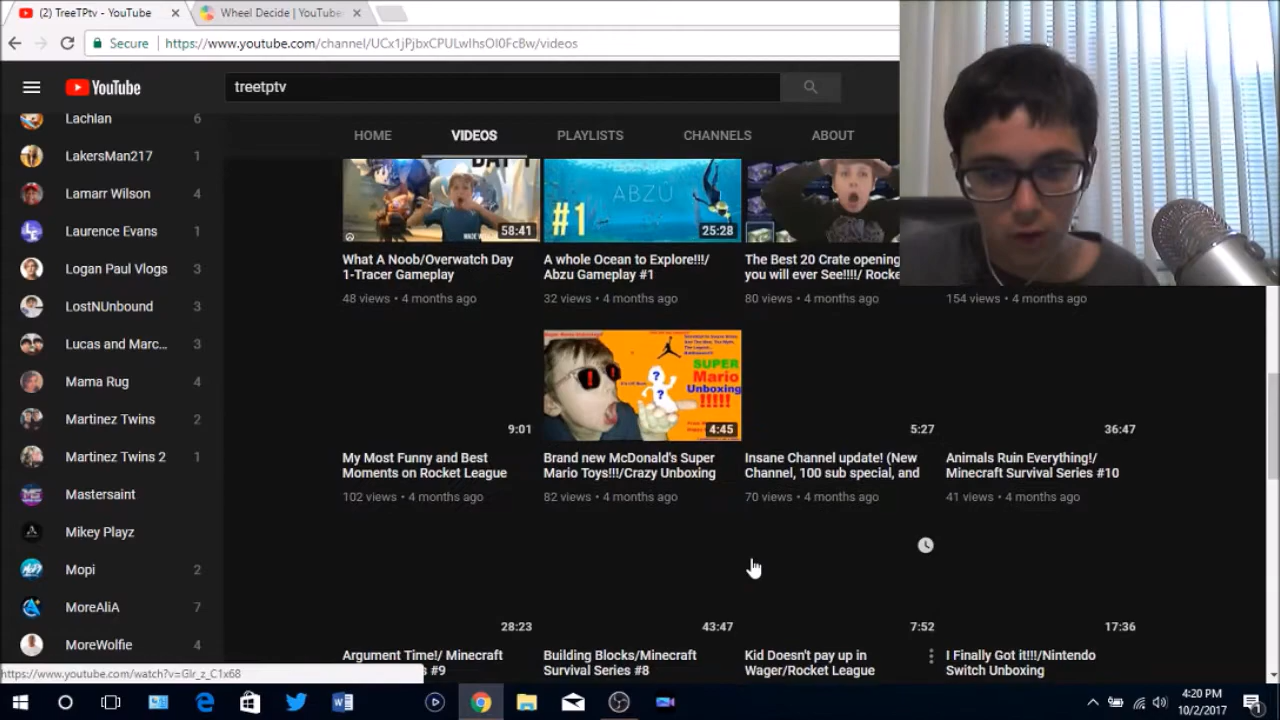 (2) TreeTPtv - YouTube
Wheel Decide | YouTube
Secure
https://www.youtube.com/channel/UCx1jPjbxCPULwIhsOI0FcBw/videos
YouTube
treetptv
HOME
VIDEOS
PLAYLISTS
CHANNELS
ABOUT
Lachlan 6
LakersMan217 1
Lamarr Wilson 4
Laurence Evans 1
Logan Paul Vlogs 3
LostNUnbound 3
Lucas and Marc... 3
Mama Rug 4
Martinez Twins 2
Martinez Twins 2 1
Mastersaint
Mikey Playz
Mopi 2
MoreAliA 7
MoreWolfie 4
58:41
What A Noob/Overwatch Day
1-Tracer Gameplay
48 views • 4 months ago
ABZÛ
#1
25:28
A whole Ocean to Explore!!!/
Abzu Gameplay #1
32 views • 4 months ago
The Best 20 Crate opening
you will ever See!!!!/ Rocke
80 views • 4 months ago
154 views • 4 months ago
9:01
My Most Funny and Best
Moments on Rocket League
102 views • 4 months ago
SUPER
Mario
Unboxing
!!!!!
4:45
Brand new McDonald's Super
Mario Toys!!!/Crazy Unboxing
82 views • 4 months ago
5:27
Insane Channel update! (New
Channel, 100 sub special, and
70 views • 4 months ago
36:47
Animals Ruin Everything!/
Minecraft Survival Series #10
41 views • 4 months ago
28:23
Argument Time!/ Minecraft
s #9
43:47
Building Blocks/Minecraft
Survival Series #8
7:52
Kid Doesn't pay up in
Wager/Rocket League
17:36
I Finally Got it!!!/Nintendo
Switch Unboxing
https://www.youtube.com/watch?v=Glr_z_C1x68
4:20 PM
10/2/2017